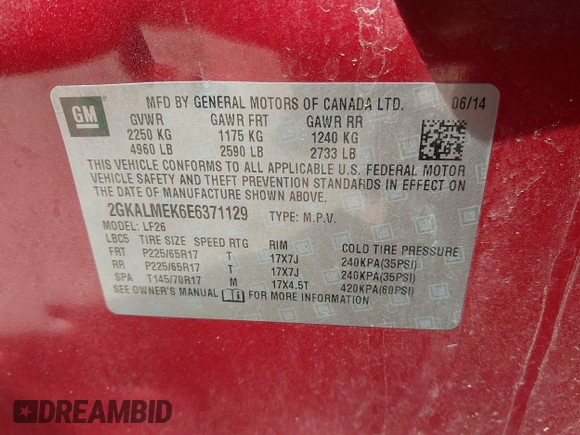 GM
MFD BY GENERAL MOTORS OF CANADA LTD. 06/14
GVWR GAWR FRT GAWR RR
2250 KG 1175 KG 1240 KG
4960 LB 2590 LB 2733 LB
THIS VEHICLE CONFORMS TO ALL APPLICABLE U.S. FEDERAL MOTOR
VEHICLE SAFETY AND THEFT PREVENTION STANDARDS IN EFFECT ON
THE DATE OF MANUFACTURE SHOWN ABOVE.
2GKALMEK6E6371129 TYPE: M.P.V.
MODEL: LF26
LBC5 TIRE SIZE SPEED RTG RIM COLD TIRE PRESSURE
FRT P225/65R17 T 17X7J 240KPA(35PSI)
RR P225/65R17 T 17X7J 240KPA(35PSI)
SPA T145/70R17 M 17X4.5T 420KPA(60PSI)
SEE OWNER'S MANUAL FOR MORE INFORMATION
DREAMBID